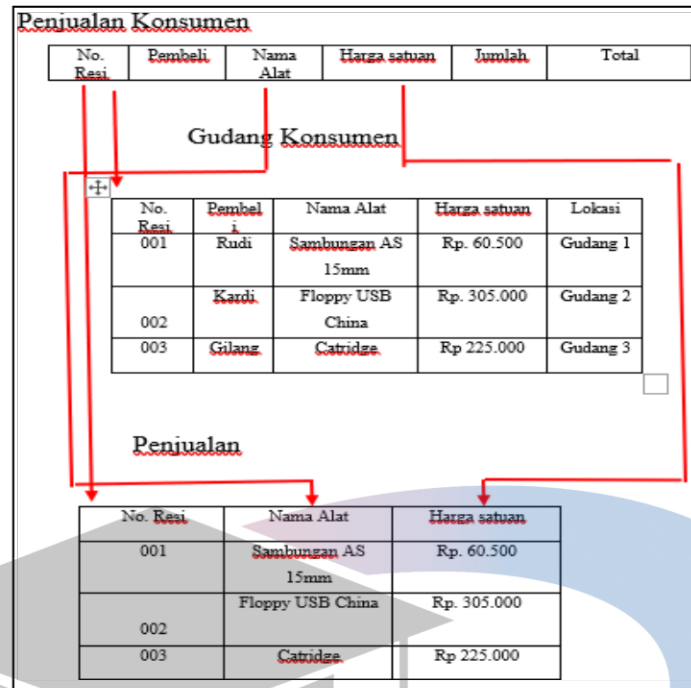 Penjualan Konsumen
No. Resi Pembeli Nama Alat Harga satuan Jumlah Total
Gudang Konsumen
No. Resi Pembeli Nama Alat Harga satuan Lokasi
001 Rudi Sambungan AS 15mm Rp. 60.500 Gudang 1
002 Kardi Floppy USB China Rp. 305.000 Gudang 2
003 Gilang Catridge Rp 225.000 Gudang 3
Penjualan
No. Resi Nama Alat Harga satuan
001 Sambungan AS 15mm Rp. 60.500
002 Floppy USB China Rp. 305.000
003 Catridge Rp 225.000